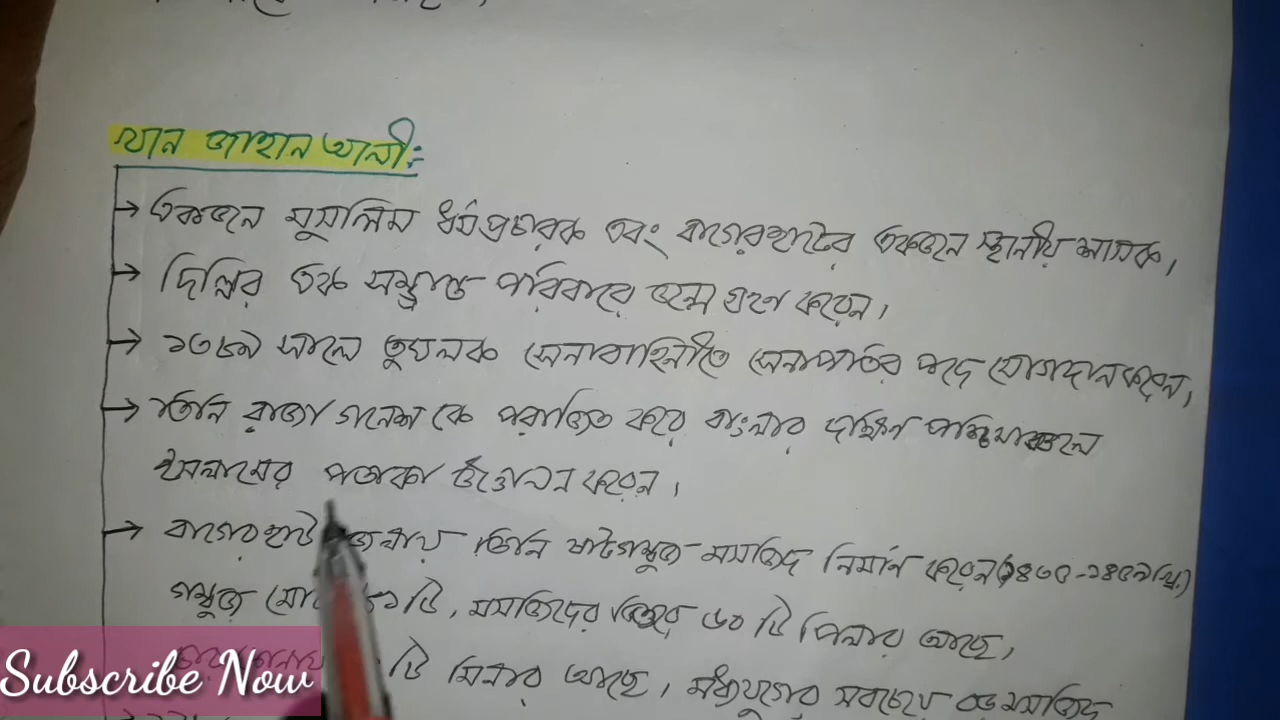 খান জাহান আলী:
→ একজন মুসলিম ধর্মপ্রচারক এবং বাগেরহাটের একজন স্থানীয় শাসক।
→ দিল্লির এক সম্ভ্রান্ত পরিবারে জন্ম গ্রহণ করেন।
→ ১৩৮৯ সালে তুঘলক সেনাবাহিনীতে সেনাপতির পদে যোগদান করেন।
→ তিনি রাজা গনেশ কে পরাজিত করে বাংলার দক্ষিণ পশ্চিমাঞ্চলে
ইসলামের পতাকা উত্তোলন করেন।
→ বাগেরহাট জেলায় তিনি ষাটগম্বুজ মসজিদ নির্মাণ করেন (১৪৩৫-১৪৫৯ খ্রি.)
গম্বুজ টি, মসজিদের ভিতরে ৬০ টি পিলার আছে,
টি মিনার আছে। মধ্যযুগের সবচেয়ে বড় মসজিদ
Subscribe Now